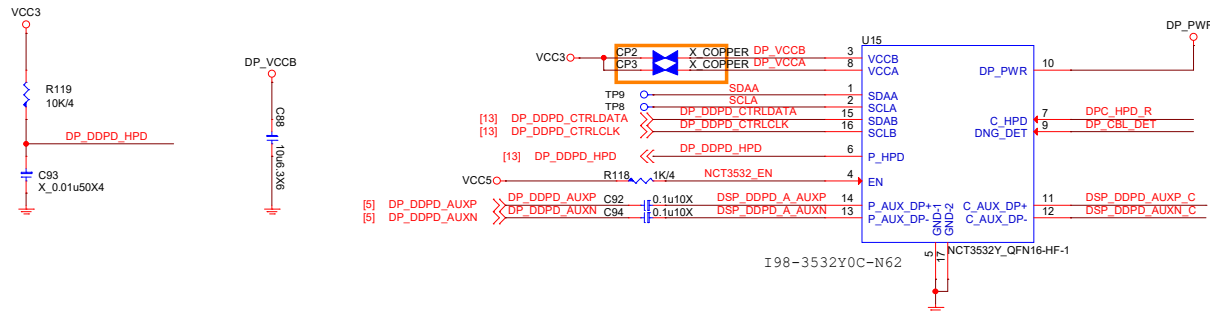 VCC3
R119
10K/4
DP_DDPD_HPD
C93
X_0.01u50X4
DP_VCCB
C88
10u6.3X6
VCC3
CP2 X_COPPER DP_VCCB
CP3 X_COPPER DP_VCCA
TP9 SDAA
TP8 SCLA
[13] DP_DDPD_CTRLDATA DP_DDPD_CTRLDATA
[13] DP_DDPD_CTRLCLK DP_DDPD_CTRLCLK
[13] DP_DDPD_HPD DP_DDPD_HPD
VCC5 R118 1K/4 NCT3532_EN
[5] DP_DDPD_AUXP DP_DDPD_AUXP C92 0.1u10X DSP_DDPD_A_AUXP
[5] DP_DDPD_AUXN DP_DDPD_AUXN C94 0.1u10X DSP_DDPD_A_AUXN
U15
3 VCCB
8 VCCA
1 SDAA
2 SCLA
15 SDAB
16 SCLB
6 P_HPD
4 EN
14 P_AUX_DP+
13 P_AUX_DP-
DP_PWR 10
C_HPD 7 DPC_HPD_R
DNG_DET 9 DP_CBL_DET
C_AUX_DP+ 11 DSP_DDPD_AUXP_C
C_AUX_DP- 12 DSP_DDPD_AUXN_C
GND-1 5
GND-2 17
DP_PWR
NCT3532Y_QFN16-HF-1
I98-3532Y0C-N62